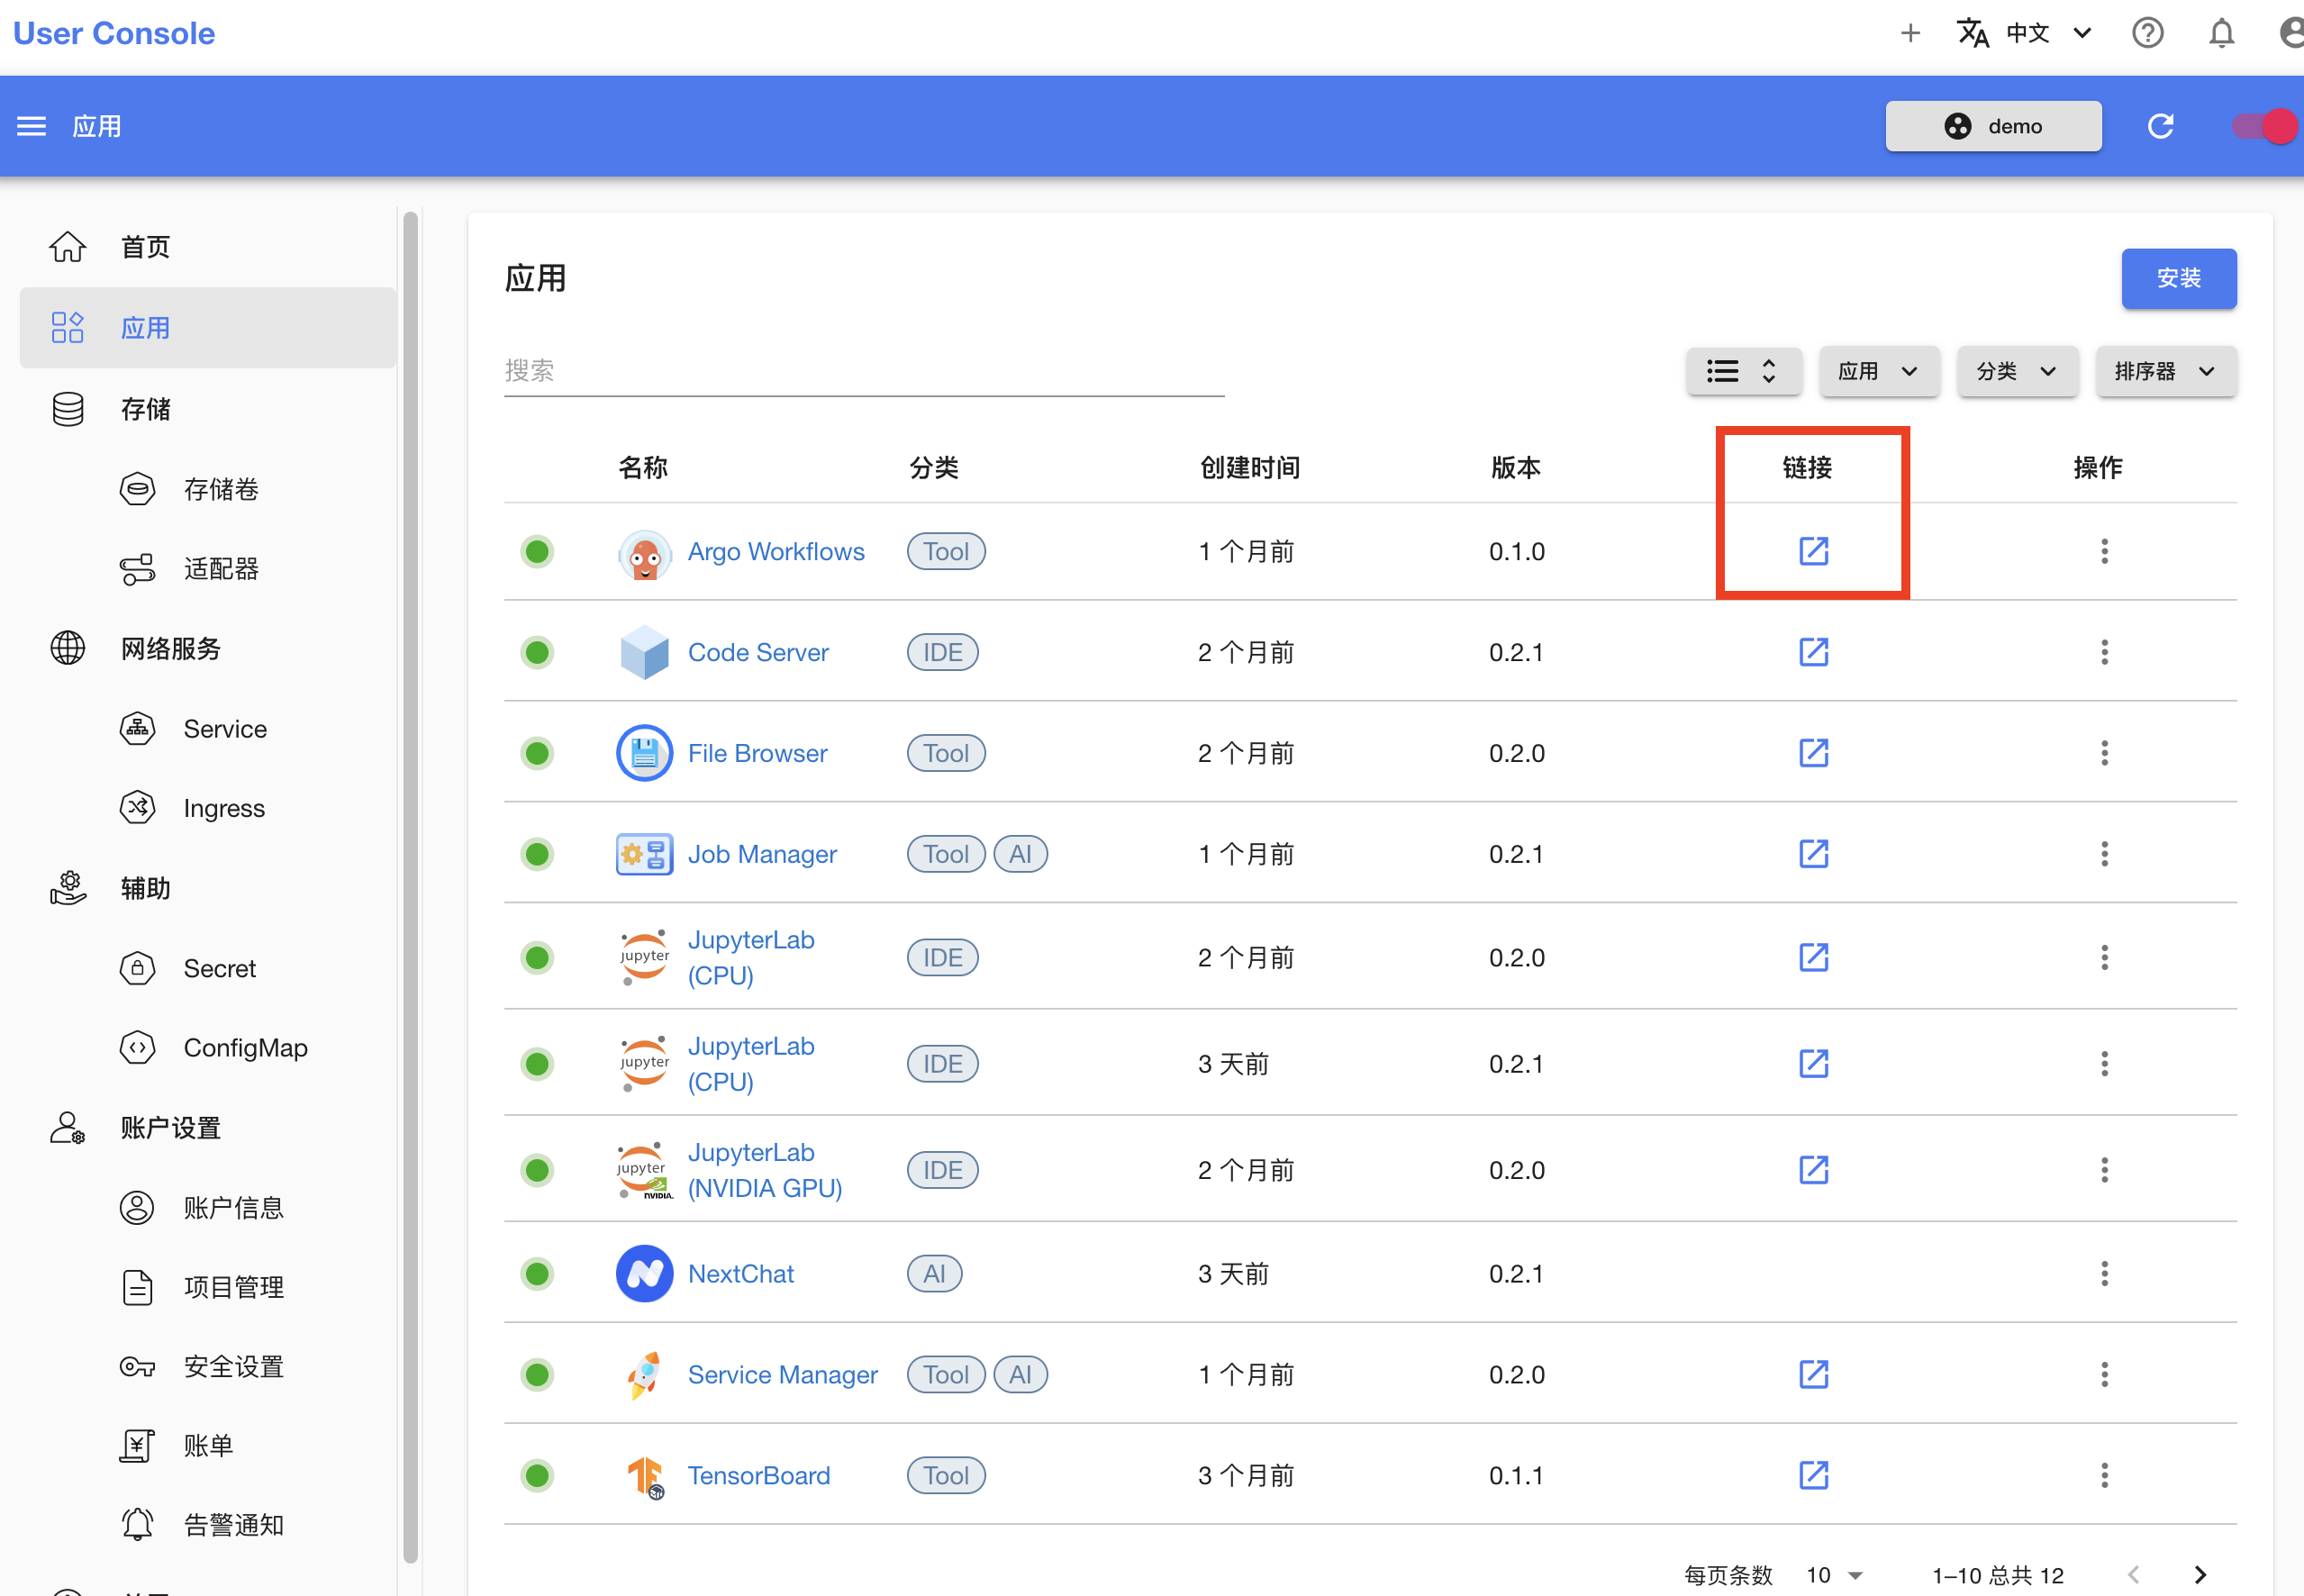 User Console
中文
应用
demo
首页
应用
存储
存储卷
适配器
网络服务
Service
Ingress
辅助
Secret
ConfigMap
账户设置
账户信息
项目管理
安全设置
账单
告警通知
应用
安装
搜索
应用
分类
排序器
名称 分类 创建时间 版本 链接 操作
Argo Workflows Tool 1 个月前 0.1.0
Code Server IDE 2 个月前 0.2.1
File Browser Tool 2 个月前 0.2.0
Job Manager Tool AI 1 个月前 0.2.1
jupyter JupyterLab (CPU) IDE 2 个月前 0.2.0
jupyter JupyterLab (CPU) IDE 3 天前 0.2.1
jupyter NVIDIA. JupyterLab (NVIDIA GPU) IDE 2 个月前 0.2.0
NextChat AI 3 天前 0.2.1
Service Manager Tool AI 1 个月前 0.2.0
TensorBoard Tool 3 个月前 0.1.1
每页条数 10 1–10 总共 12